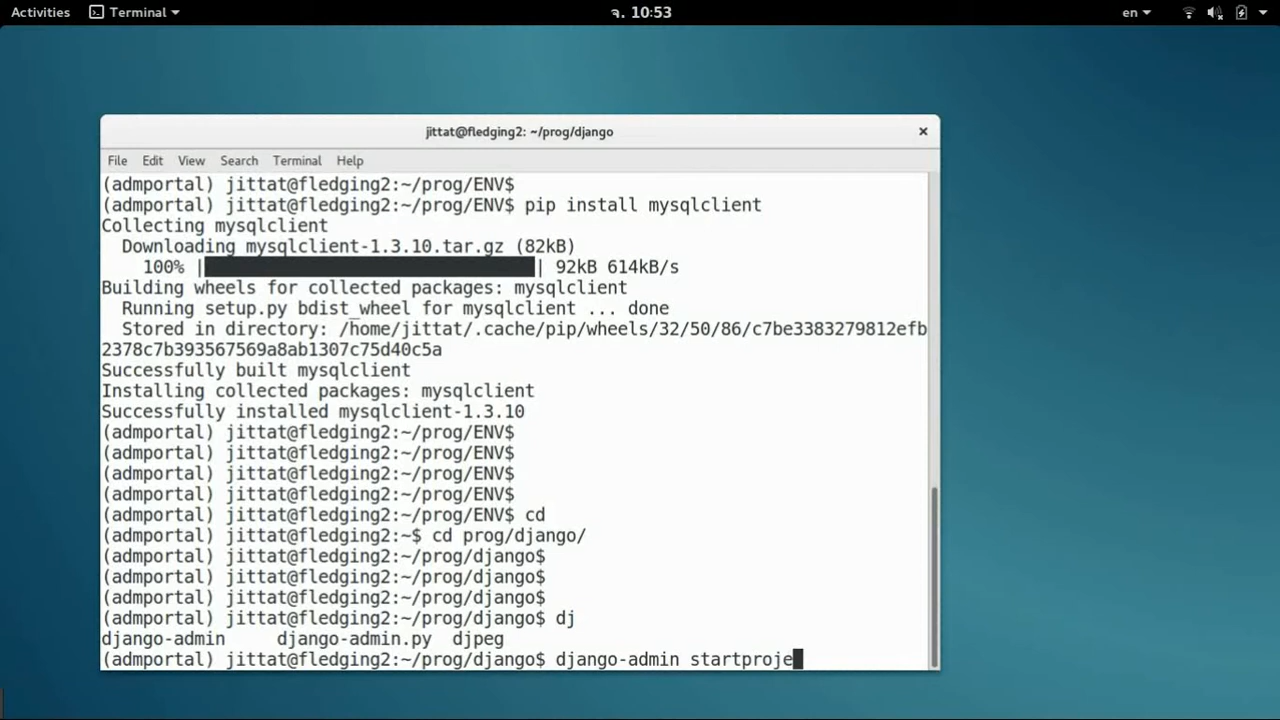 Activities Terminal จ. 10:53 en
jittat@fledging2: ~/prog/django
File Edit View Search Terminal Help
(admportal) jittat@fledging2:~/prog/ENV$
(admportal) jittat@fledging2:~/prog/ENV$ pip install mysqlclient
Collecting mysqlclient
Downloading mysqlclient-1.3.10.tar.gz (82kB)
100% |████████████████████████████████| 92kB 614kB/s
Building wheels for collected packages: mysqlclient
Running setup.py bdist_wheel for mysqlclient ... done
Stored in directory: /home/jittat/.cache/pip/wheels/32/50/86/c7be3383279812efb
2378c7b393567569a8ab1307c75d40c5a
Successfully built mysqlclient
Installing collected packages: mysqlclient
Successfully installed mysqlclient-1.3.10
(admportal) jittat@fledging2:~/prog/ENV$
(admportal) jittat@fledging2:~/prog/ENV$
(admportal) jittat@fledging2:~/prog/ENV$
(admportal) jittat@fledging2:~/prog/ENV$
(admportal) jittat@fledging2:~/prog/ENV$ cd
(admportal) jittat@fledging2:~$ cd prog/django/
(admportal) jittat@fledging2:~/prog/django$
(admportal) jittat@fledging2:~/prog/django$
(admportal) jittat@fledging2:~/prog/django$
(admportal) jittat@fledging2:~/prog/django$ dj
django-admin django-admin.py djpeg
(admportal) jittat@fledging2:~/prog/django$ django-admin startproje